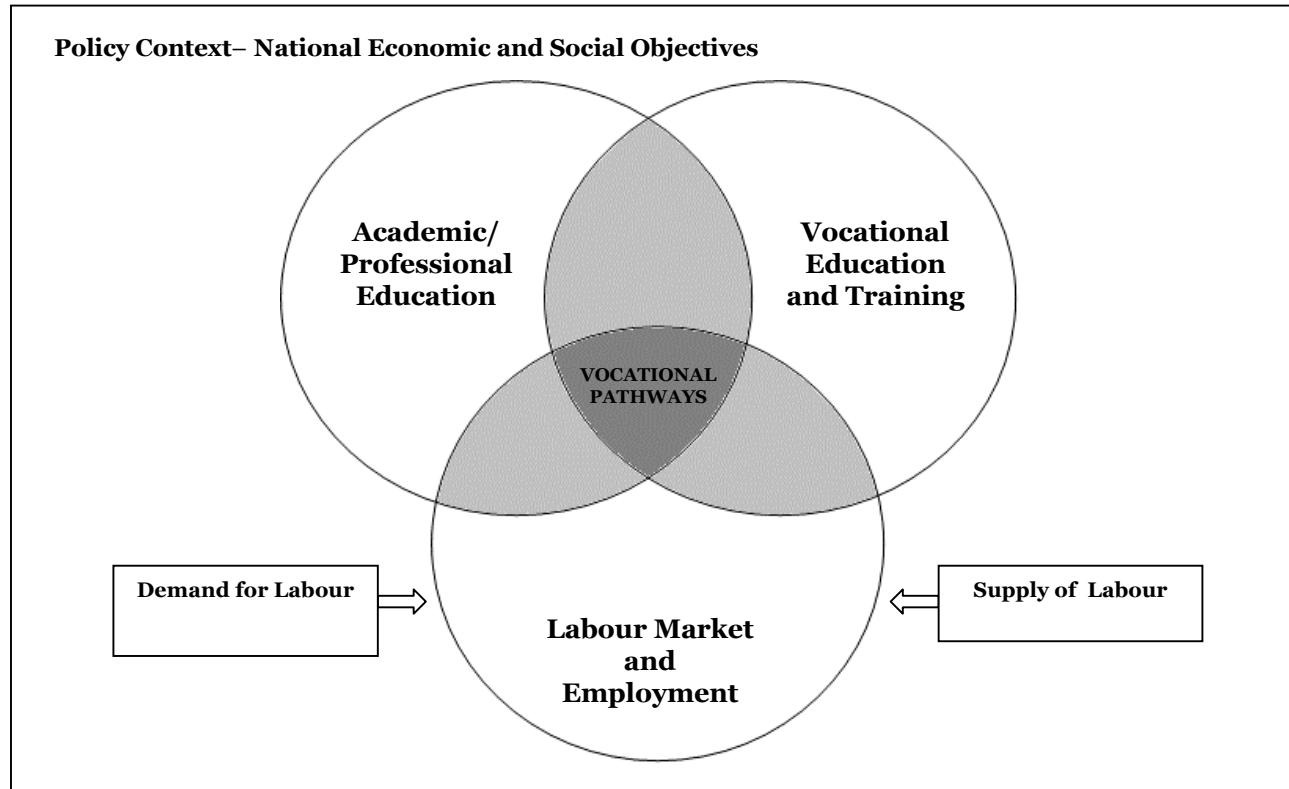 Policy Context– National Economic and Social Objectives
Academic/
Professional
Education
Vocational
Education
and Training
VOCATIONAL
PATHWAYS
Demand for Labour
Supply of  Labour
Labour Market
and
Employment